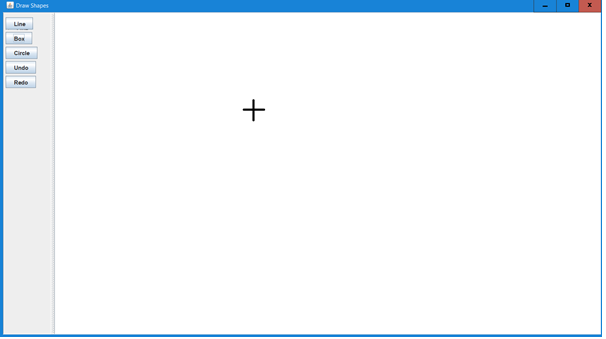 Draw Shapes
Line
Box
Circle
Undo
Redo